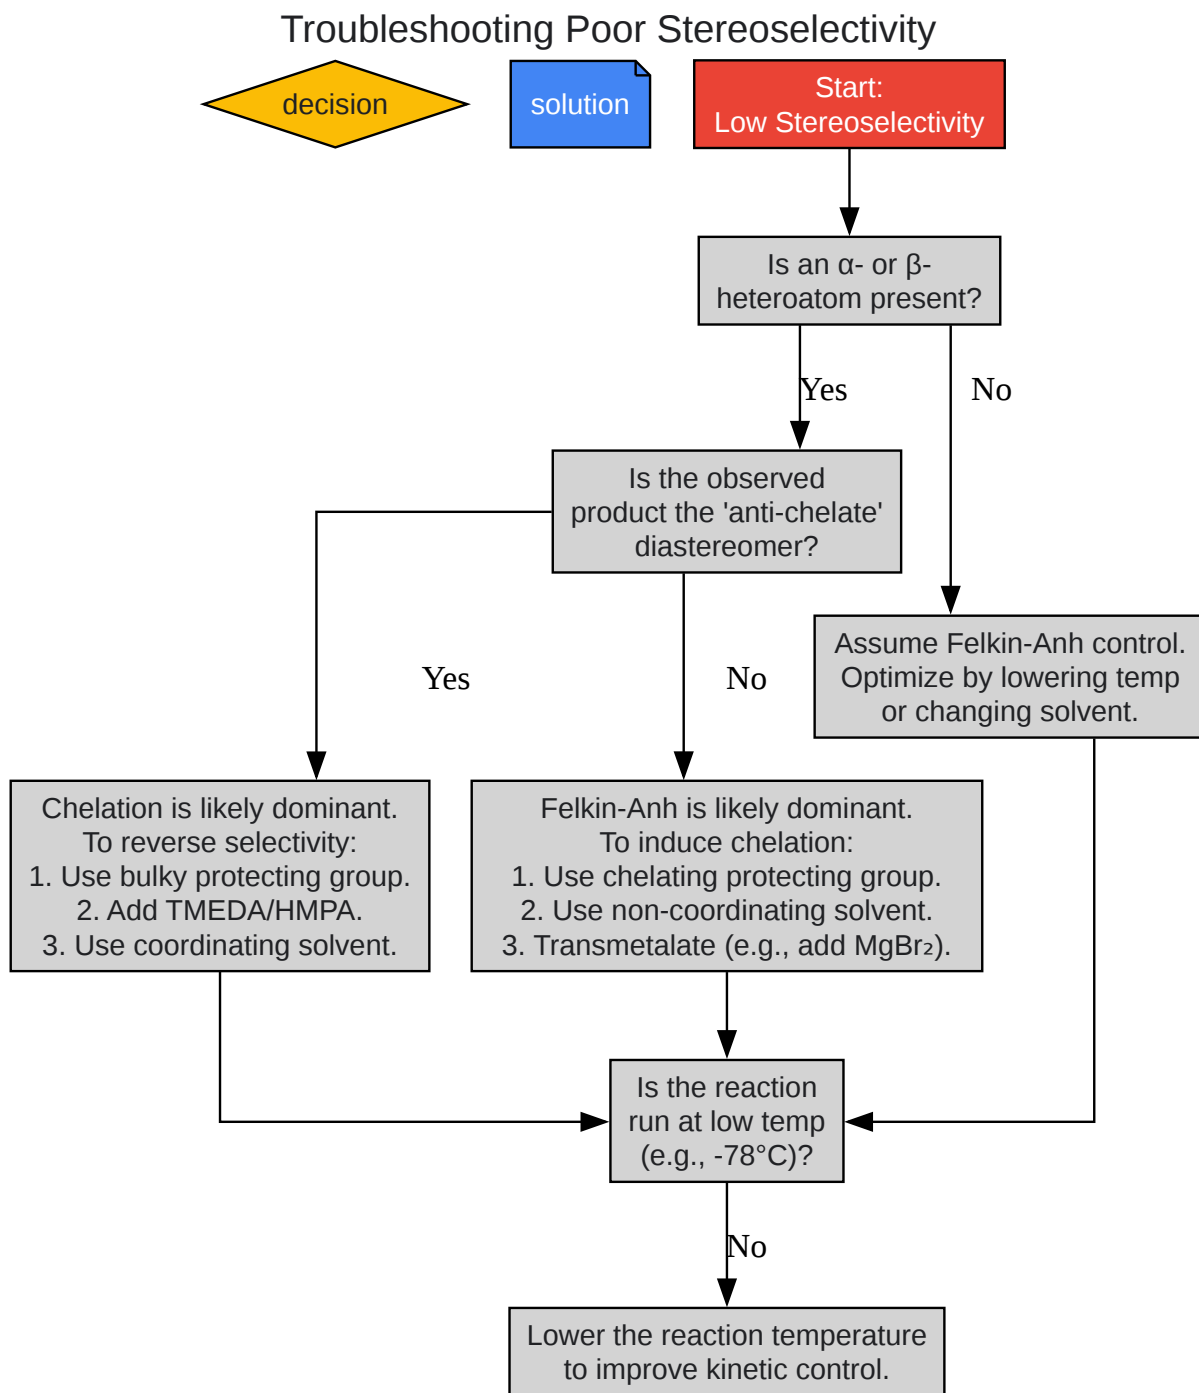 Troubleshooting Poor Stereoselectivity
decision
solution
Start:
Low Stereoselectivity
Is an α- or β-
heteroatom present?
Yes
No
Is the observed
product the 'anti-chelate'
diastereomer?
Assume Felkin-Anh control.
Optimize by lowering temp
or changing solvent.
Yes
No
Chelation is likely dominant.
To reverse selectivity:
1. Use bulky protecting group.
2. Add TMEDA/HMPA.
3. Use coordinating solvent.
Felkin-Anh is likely dominant.
To induce chelation:
1. Use chelating protecting group.
2. Use non-coordinating solvent.
3. Transmetalate (e.g., add MgBr₂).
Is the reaction
run at low temp
(e.g., -78°C)?
No
Lower the reaction temperature
to improve kinetic control.